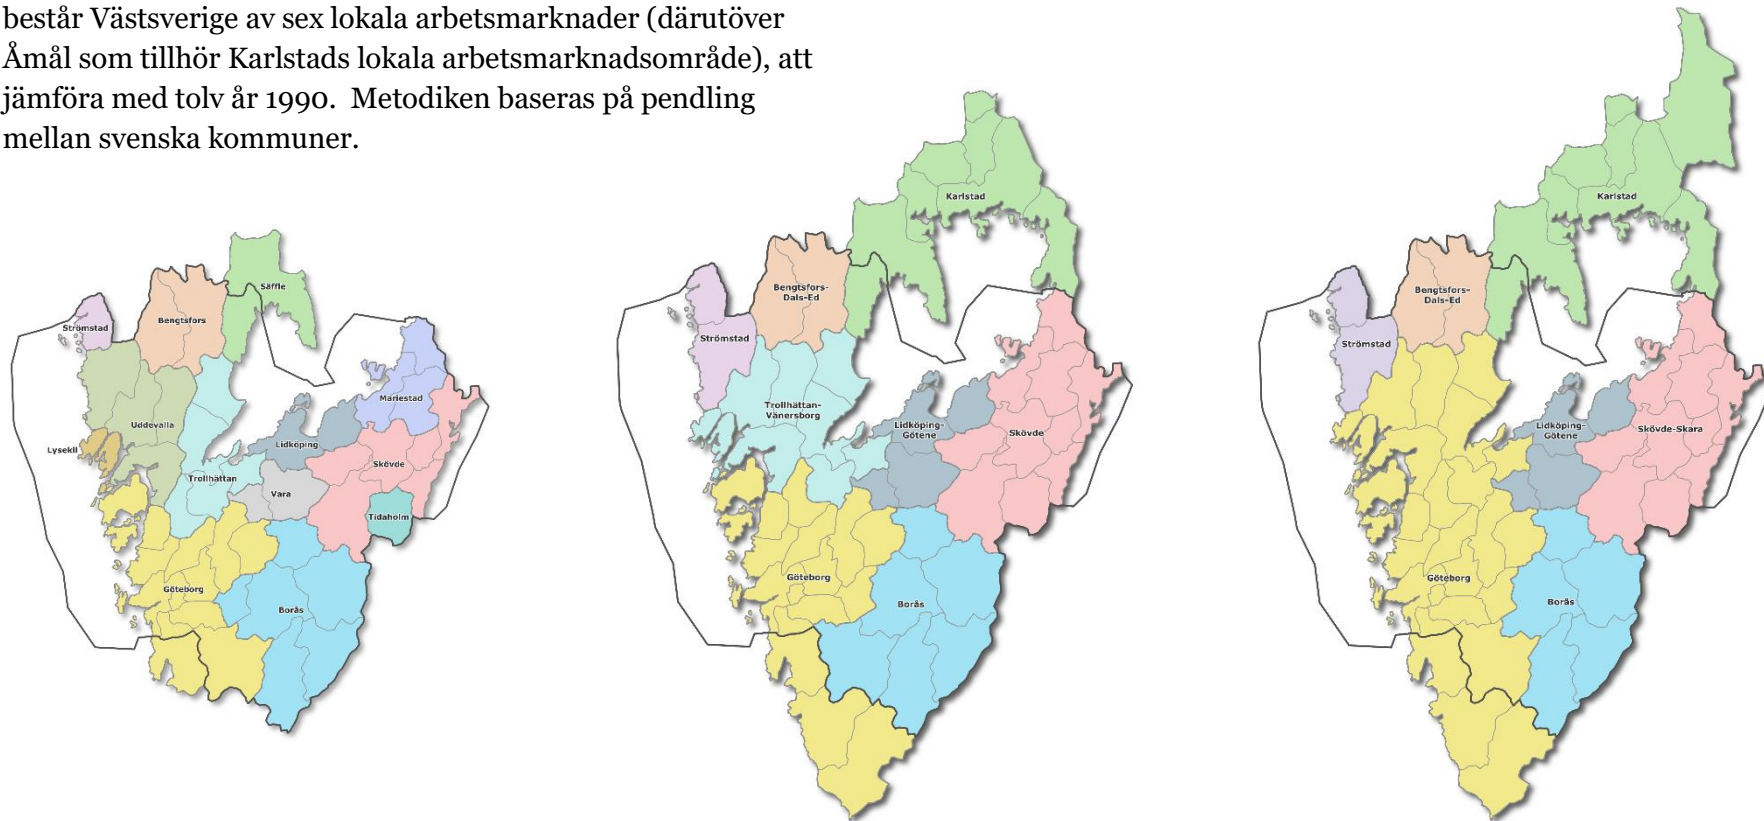 består Västsverige av sex lokala arbetsmarknader (därutöver
Åmål som tillhör Karlstads lokala arbetsmarknadsområde), att
jämföra med tolv år 1990.  Metodiken baseras på pendling
mellan svenska kommuner.
Säffle
Strömstad
Bengtsfors
Mariestad
Uddevalla
Lysekil
Lidköping
Skövde
Trollhättan
Vara
Tidaholm
Göteborg
Borås
Karlstad
Bengtsfors-
Dals-Ed
Strömstad
Trollhättan-
Vänersborg
Lidköping-
Götene
Skövde
Göteborg
Borås
Karlstad
Bengtsfors-
Dals-Ed
Strömstad
Lidköping-
Götene
Skövde-Skara
Göteborg
Borås